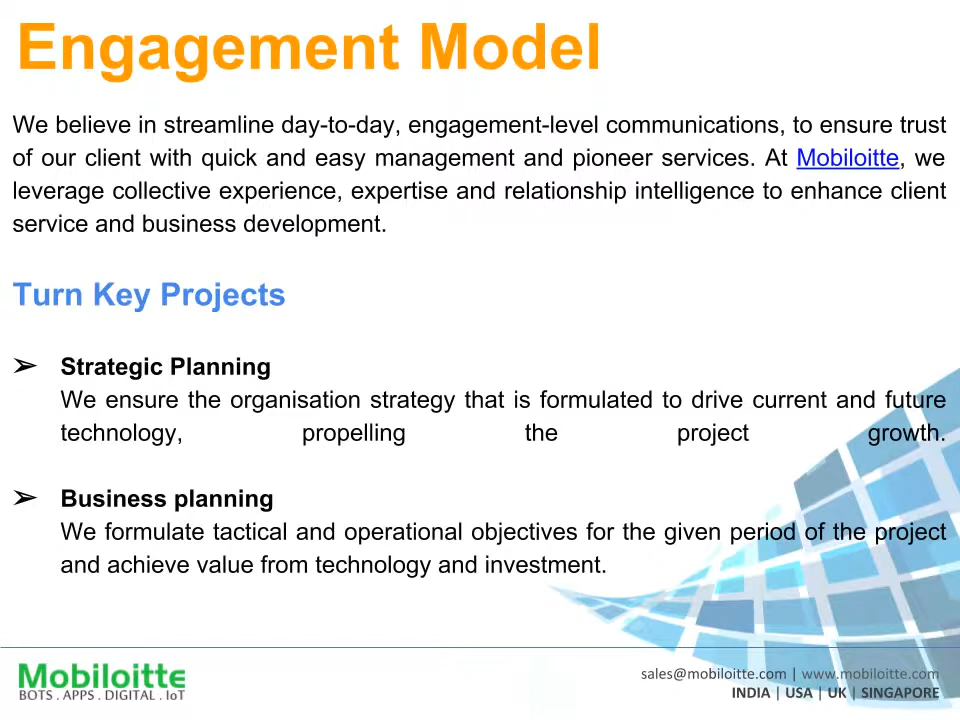 Engagement Model
We believe in streamline day-to-day, engagement-level communications, to ensure trust
of our client with quick and easy management and pioneer services. At Mobiloitte, we
leverage collective experience, expertise and relationship intelligence to enhance client
service and business development.
Turn Key Projects
➢ Strategic Planning
We ensure the organisation strategy that is formulated to drive current and future
technology, propelling the project growth.
➢ Business planning
We formulate tactical and operational objectives for the given period of the project
and achieve value from technology and investment.
Mobiloitte
BOTS . APPS . DIGITAL . IoT
sales@mobiloitte.com | www.mobiloitte.com
INDIA | USA | UK | SINGAPORE